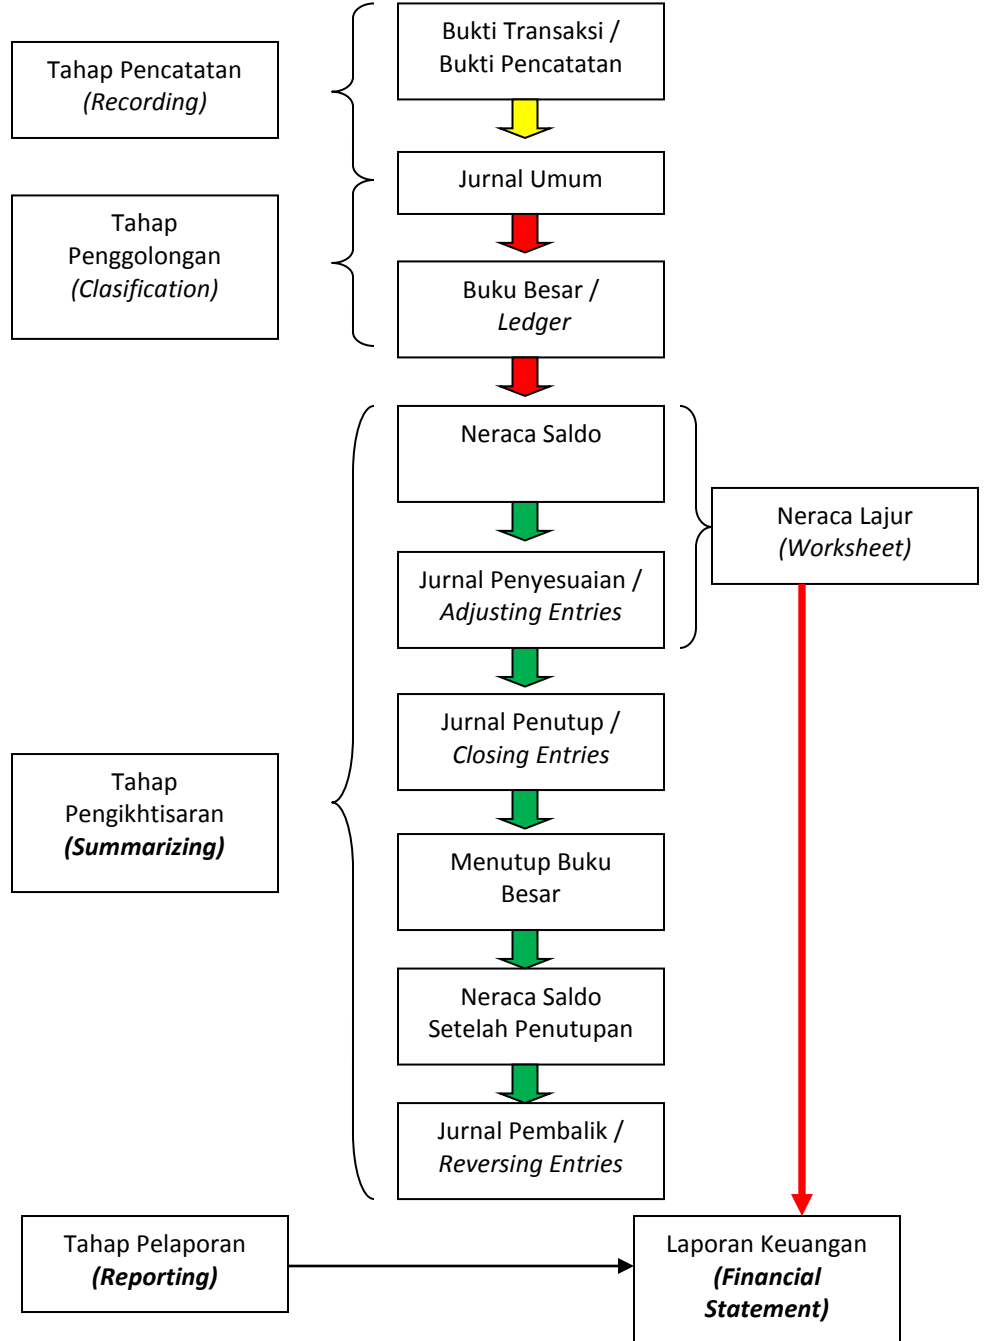 Bukti Transaksi /
Bukti Pencatatan
Tahap Pencatatan
(Recording)
Jurnal Umum
Tahap
Penggolongan
(Clasification)
Buku Besar /
Ledger
Neraca Saldo
Neraca Lajur
(Worksheet)
Jurnal Penyesuaian /
Adjusting Entries
Jurnal Penutup /
Closing Entries
Tahap
Pengikhtisaran
(Summarizing)
Menutup Buku
Besar
Neraca Saldo
Setelah Penutupan
Jurnal Pembalik /
Reversing Entries
Tahap Pelaporan
(Reporting)
Laporan Keuangan
(Financial
Statement)